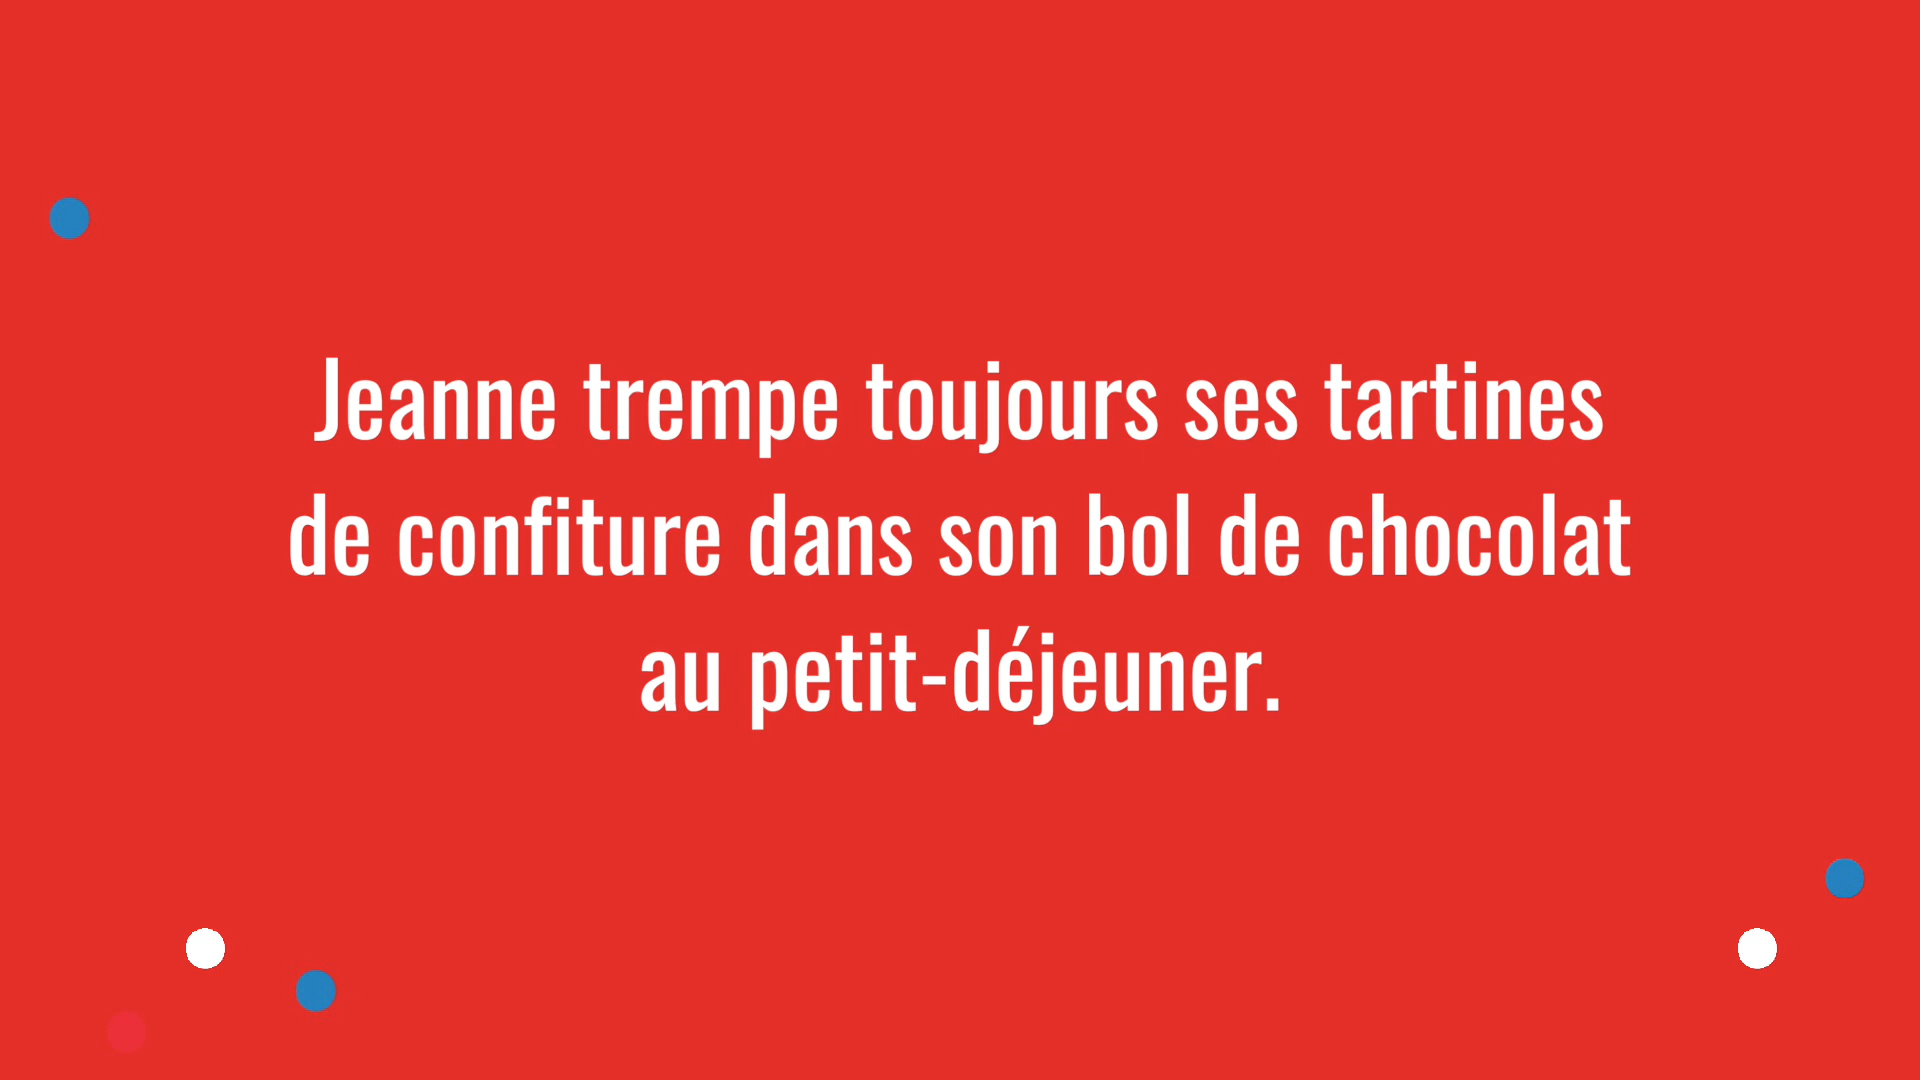 Jeanne trempe toujours ses tartines
de confiture dans son bol de chocolat
au petit-déjeuner.